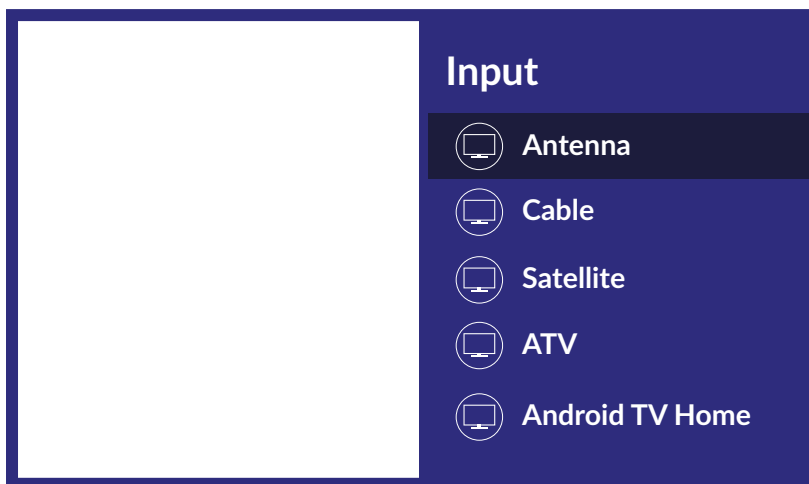 Input
Antenna
Cable
Satellite
ATV
Android TV Home